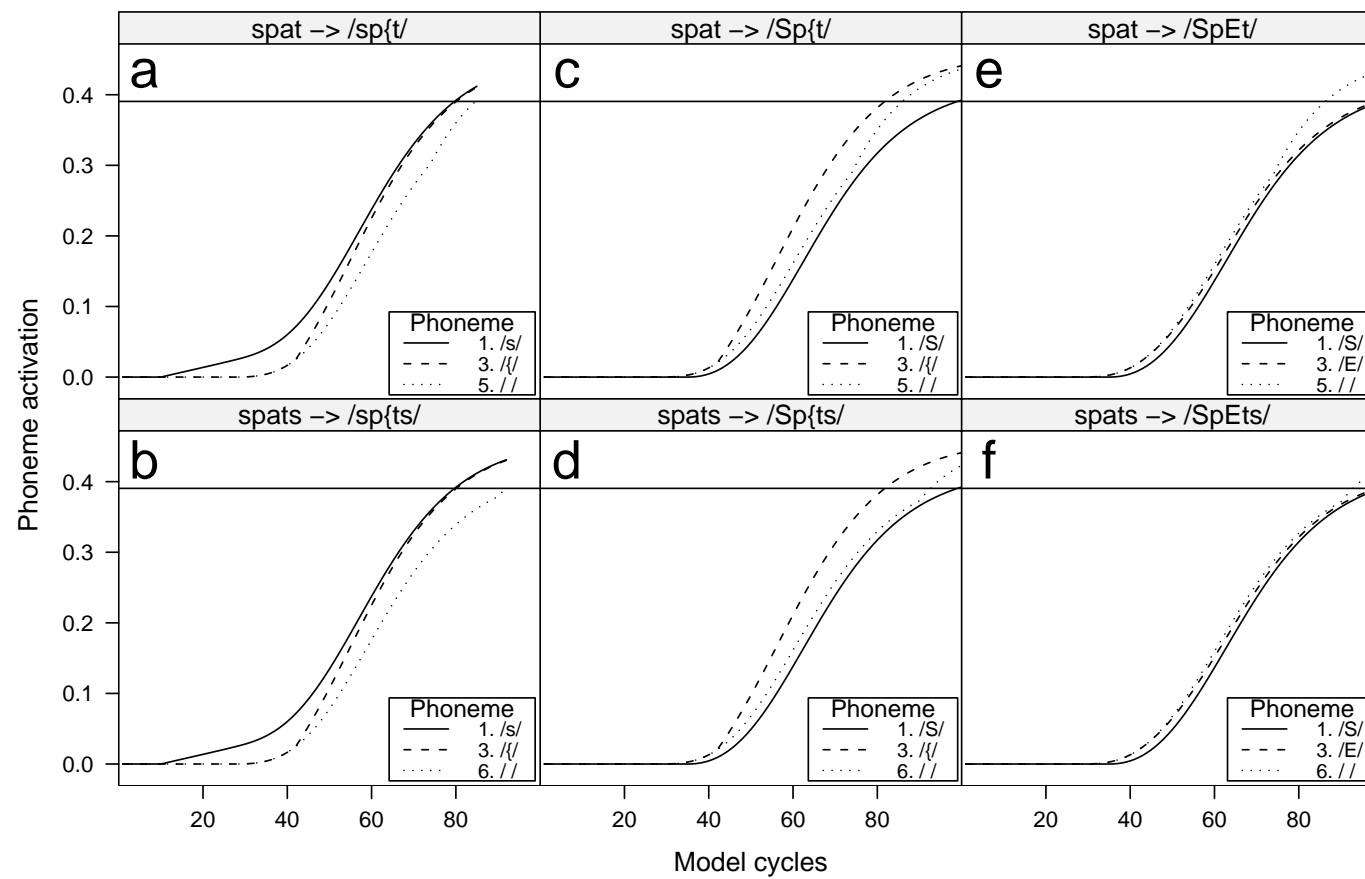 spat −> /sp{t/
spat −> /Sp{t/
spat −> /SpEt/
a
c
e
0.4
0.3
0.2
0.1
0.0
Phoneme
1. /s/
3. /{/
5. / /
Phoneme
1. /S/
3. /{/
5. / /
Phoneme
1. /S/
3. /E/
5. / /
spats −> /sp{ts/
spats −> /Sp{ts/
spats −> /SpEts/
b
d
f
0.4
0.3
0.2
0.1
0.0
Phoneme
1. /s/
3. /{/
6. / /
Phoneme
1. /S/
3. /{/
6. / /
Phoneme
1. /S/
3. /E/
6. / /
20 40 60 80
20 40 60 80
20 40 60 80
Model cycles
Phoneme activation